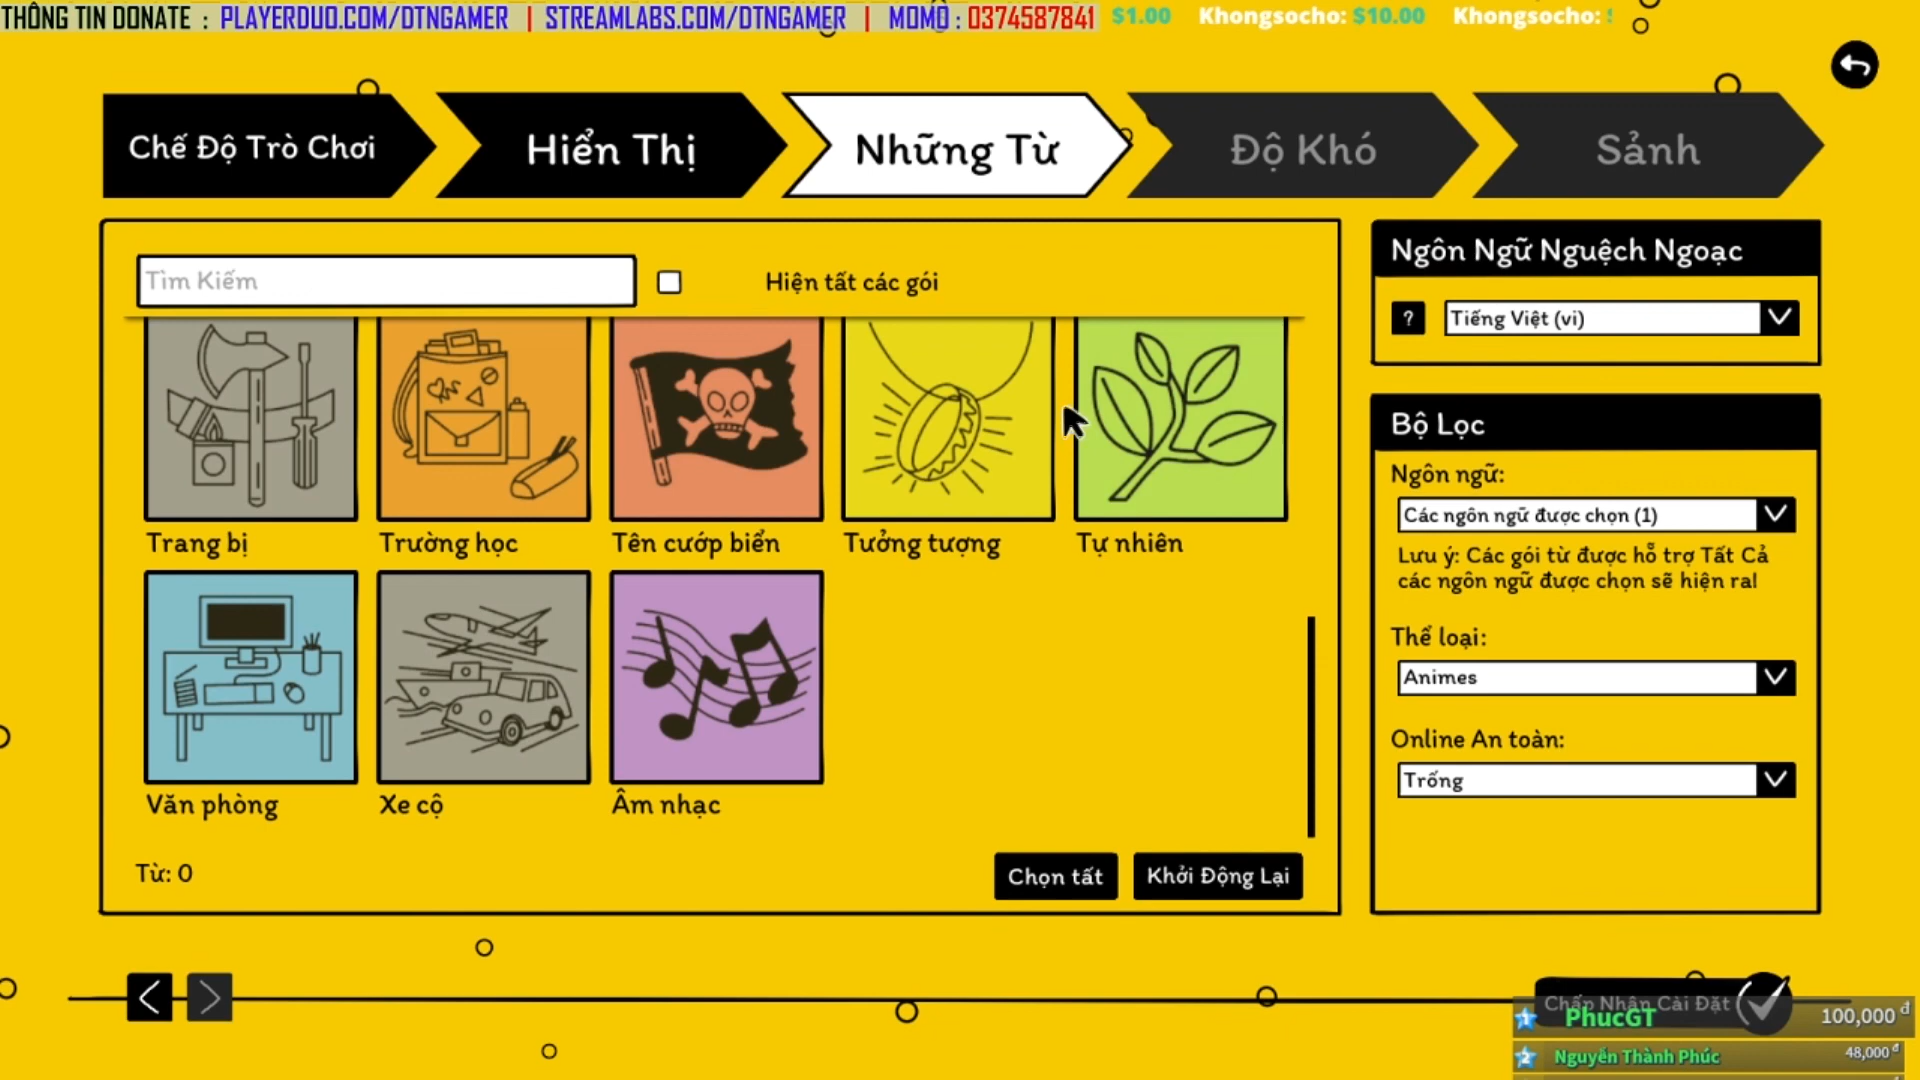 THÔNG TIN DONATE : PLAYERDUO.COM/DTNGAMER | STREAMLABS.COM/DTNGAMER | MOMO : 0374587841 $1.00 Khongsocho: $10.00 Khongsocho:
Chế Độ Trò Chơi
Hiển Thị
Những Từ
Độ Khó
Sảnh
Tìm Kiếm
Hiện tất các gói
Trang bị
Trường học
Tên cướp biển
Tưởng tượng
Tự nhiên
Văn phòng
Xe cộ
Âm nhạc
Từ: 0
Chọn tất
Khởi Động Lại
Ngôn Ngữ Nguệch Ngoạc
?
Tiếng Việt (vi)
Bộ Lọc
Ngôn ngữ:
Các ngôn ngữ được chọn (1)
Lưu ý: Các gói từ được hỗ trợ Tất Cả
các ngôn ngữ được chọn sẽ hiện ra!
Thể loại:
Animes
Online An toàn:
Trống
Chấp Nhận Cài Đặt
1 PhucGT 100,000 đ
2 Nguyễn Thành Phúc 48,000 đ